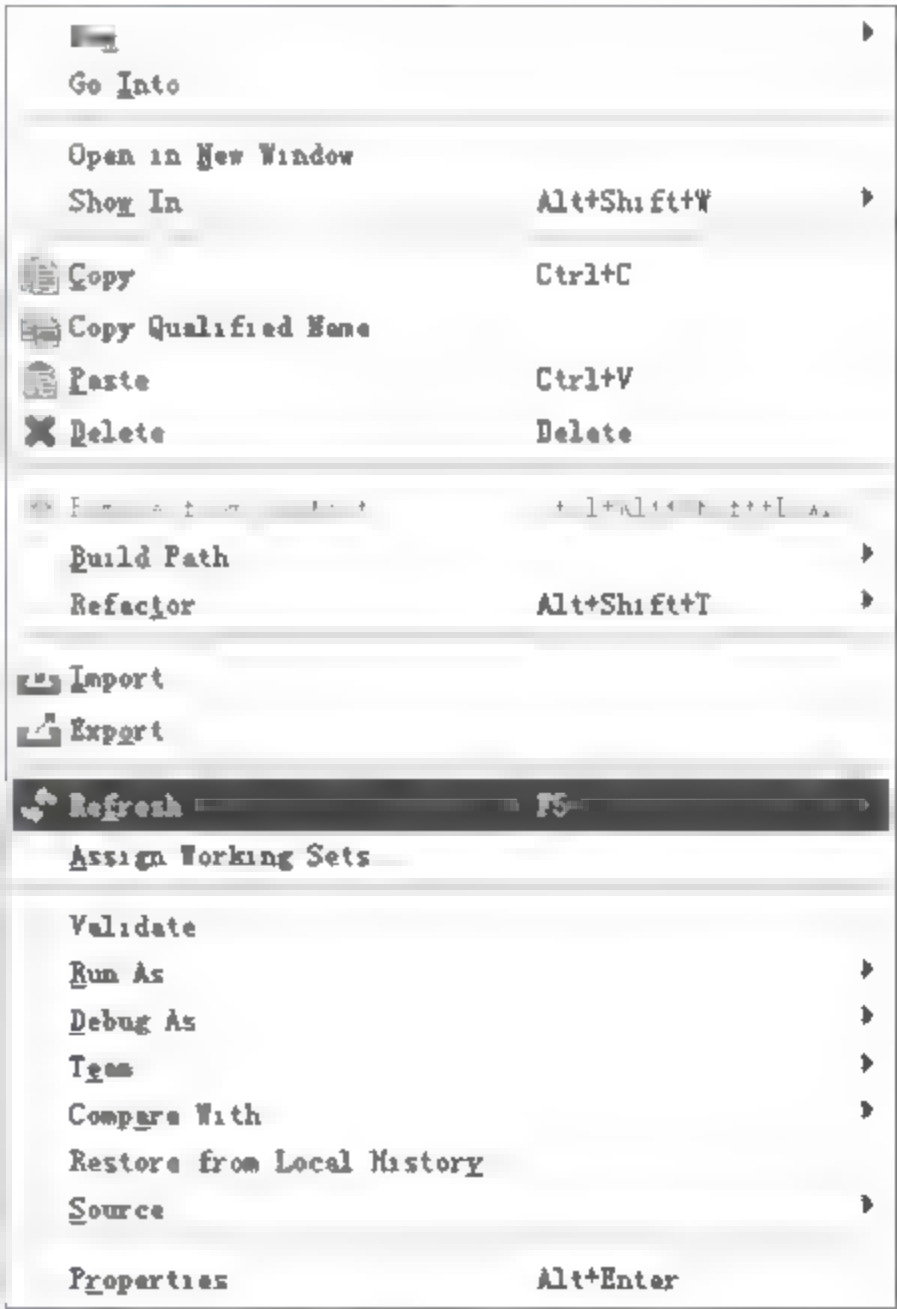 Go Into
Open in New Window
Show In Alt+Shift+W
Copy Ctrl+C
Copy Qualified Name
Paste Ctrl+V
Delete Delete
Build Path
Refactor Alt+Shift+T
Import
Export
Refresh F5
Assign Working Sets
Validate
Run As
Debug As
Team
Compare With
Restore from Local History
Source
Properties Alt+Enter